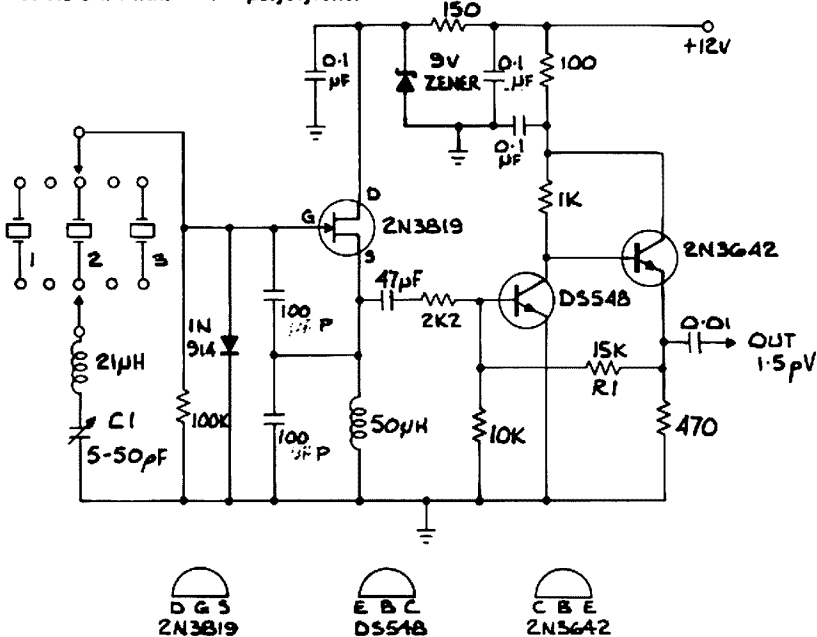 150
+12V
0.1
µF
9V
ZENER
0.1
µF
100
0.1
µF
1K
D
G
S
2N3819
2N3642
1
2
3
47µF
2K2
DS548
100
P
1N
914
0.01
OUT
1.5pV
15K
R1
21µH
C1
5-50pF
100K
100
P
50µH
10K
470
D G S
2N3819
E B C
DS548
C B E
2N3642